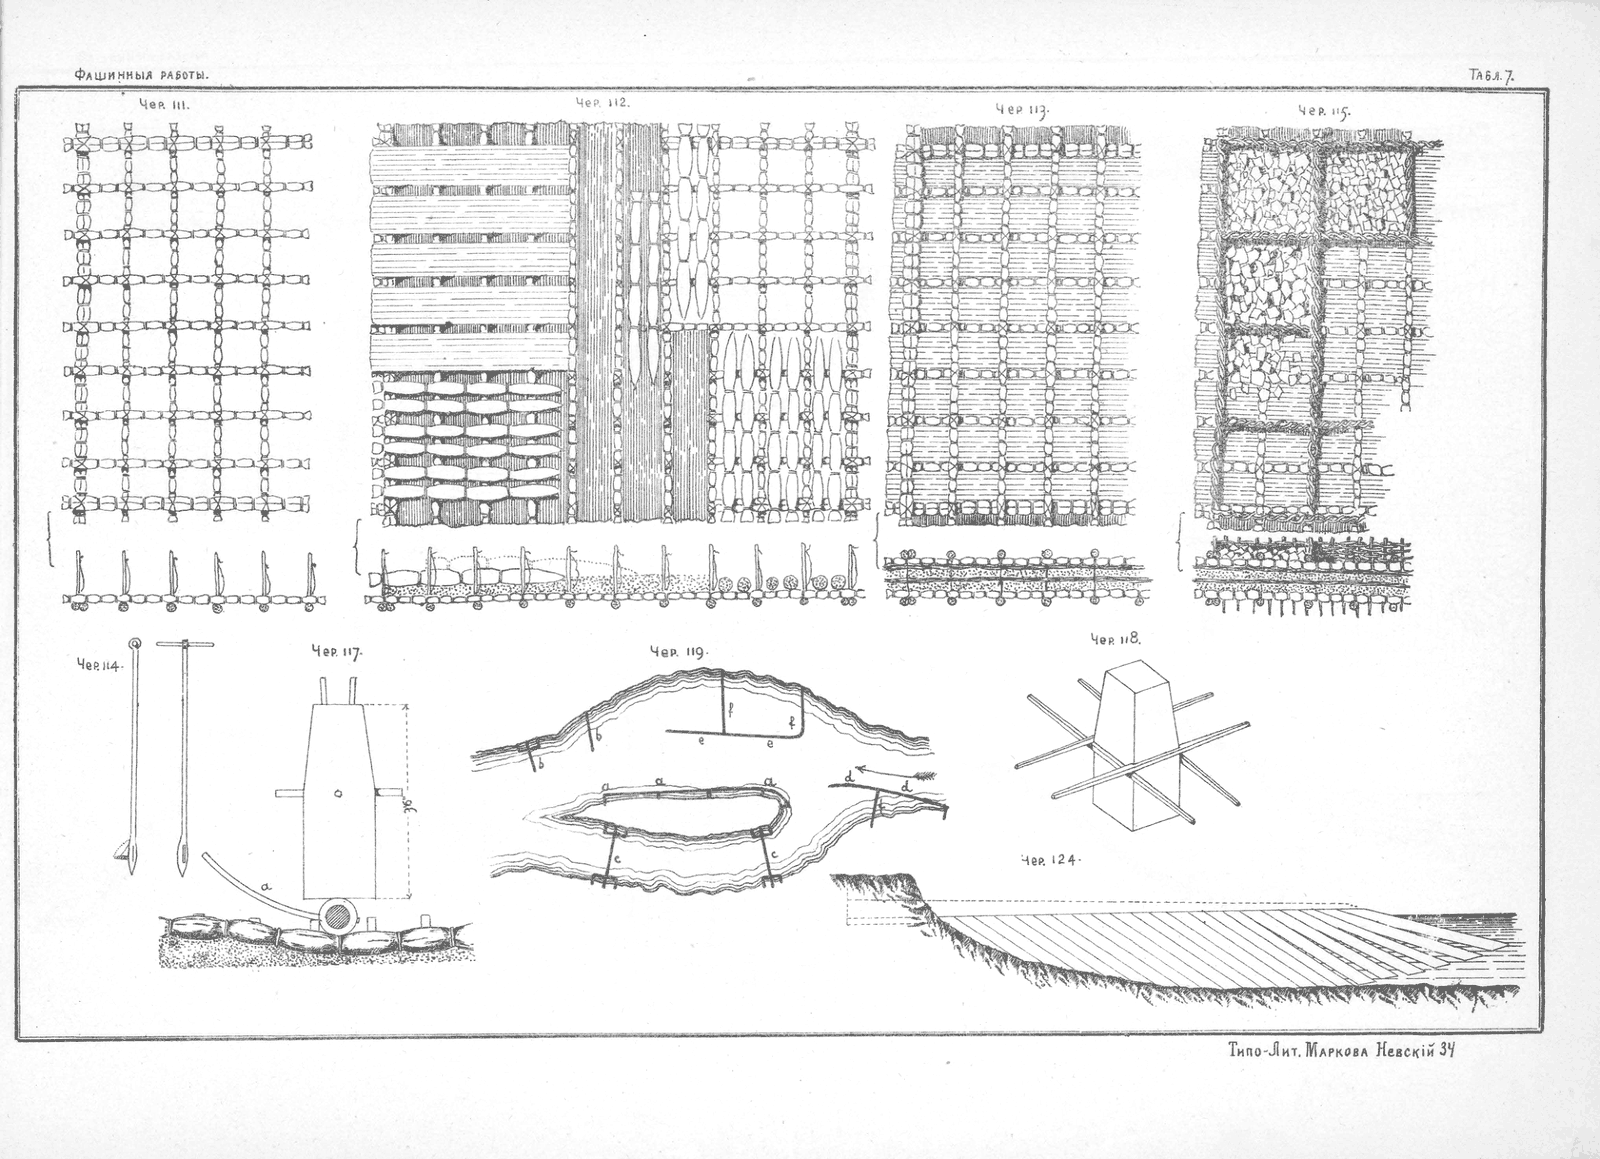 Фашинныя работы.
Табл. 7.
Чер. 111.
Чер. 112.
Чер. 113.
Чер. 115.
Чер. 114.
Чер. 117.
Чер. 119.
Чер. 118.
a
b
b
f
f
e
e
a
a
a
d
d
c
c
Чер. 124.
Типо-Лит. Маркова Невскій 34